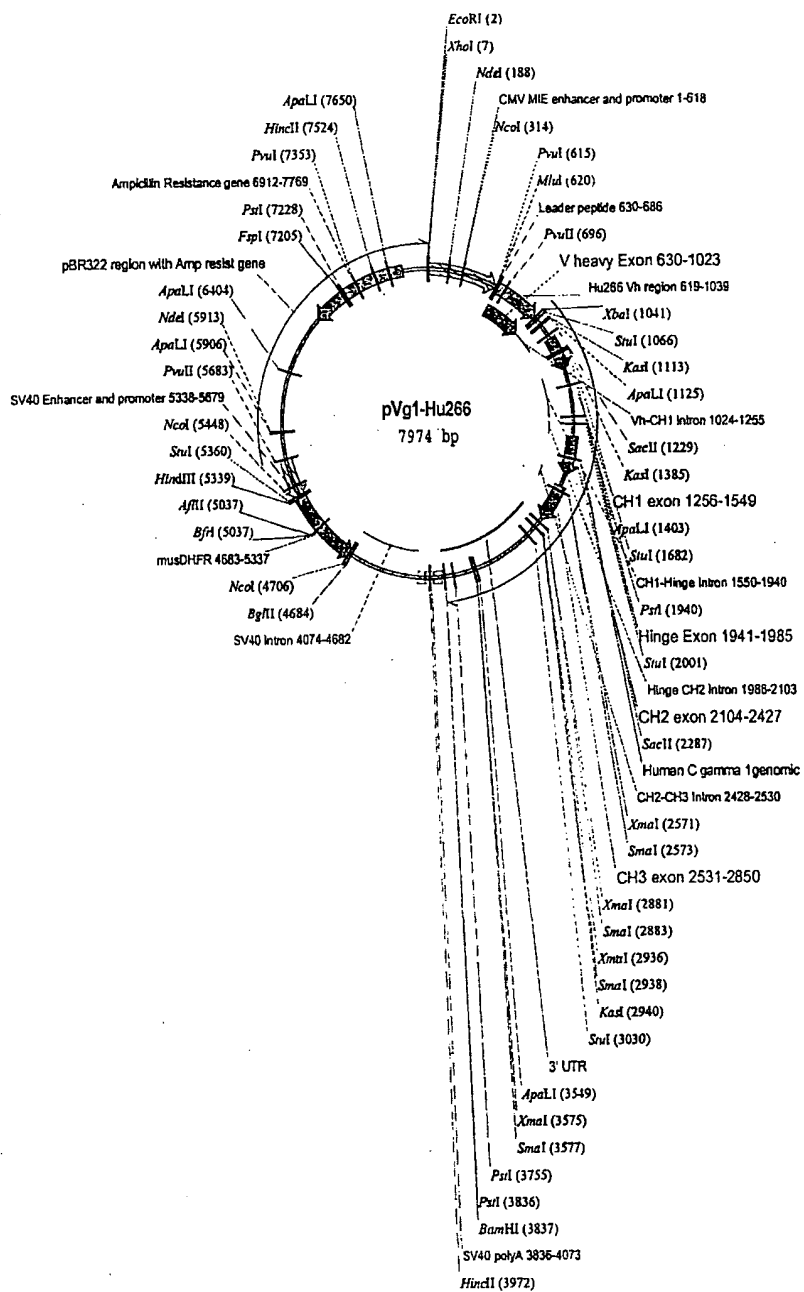 EcoRI (2)
XhoI (7)
NdeI (188)
CMV MIE enhancer and promoter 1-618
NcoI (314)
PvuI (615)
MluI (620)
Leader peptide 630-686
PvuII (696)
V heavy Exon 630-1023
Hu266 Vh region 619-1039
XbaI (1041)
StuI (1066)
KasI (1113)
ApaLI (1125)
Vh-CH1 Intron 1024-1255
SacII (1229)
KasI (1385)
CH1 exon 1256-1549
ApaLI (1403)
StuI (1682)
CH1-Hinge Intron 1550-1940
PstI (1940)
Hinge Exon 1941-1985
StuI (2001)
Hinge CH2 Intron 1986-2103
CH2 exon 2104-2427
SacII (2287)
Human C gamma 1genomic
CH2-CH3 Intron 2428-2530
XmaI (2571)
SmaI (2573)
CH3 exon 2531-2850
XmaI (2881)
SmaI (2883)
XmaI (2936)
SmaI (2938)
KasI (2940)
StuI (3030)
3' UTR
ApaLI (3549)
XmaI (3575)
SmaI (3577)
PstI (3755)
PstI (3836)
BamHI (3837)
SV40 polyA 3836-4073
HincII (3972)
SV40 Intron 4074-4682
BglII (4684)
NcoI (4706)
musDHFR 4683-5337
BfrI (5037)
AflII (5037)
HindIII (5339)
StuI (5360)
NcoI (5448)
SV40 Enhancer and promoter 5338-5679
PvuII (5683)
ApaLI (5906)
NdeI (5913)
ApaLI (6404)
pBR322 region with Amp resist gene
FspI (7205)
PstI (7228)
Ampicillin Resistance gene 6912-7769
PvuI (7353)
HincII (7524)
ApaLI (7650)
pVg1-Hu266
7974 bp